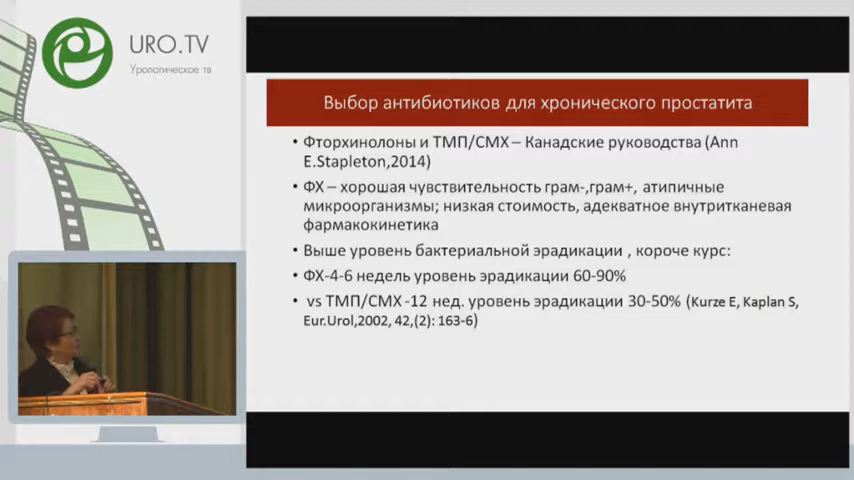 URO.TV
Урологическое тв
Выбор антибиотиков для хронического простатита
• Фторхинолоны и ТМП/СМХ – Канадские руководства (Ann
E.Stapleton,2014)
• ФХ – хорошая чувствительность грам-,грам+, атипичные
микроорганизмы; низкая стоимость, адекватное внутритканевая
фармакокинетика
• Выше уровень бактериальной эрадикации , короче курс:
• ФХ-4-6 недель уровень эрадикации 60-90%
• vs ТМП/СМХ -12 нед. уровень эрадикации 30-50% (Kurze E, Kaplan S,
Eur.Urol,2002, 42,(2): 163-6)